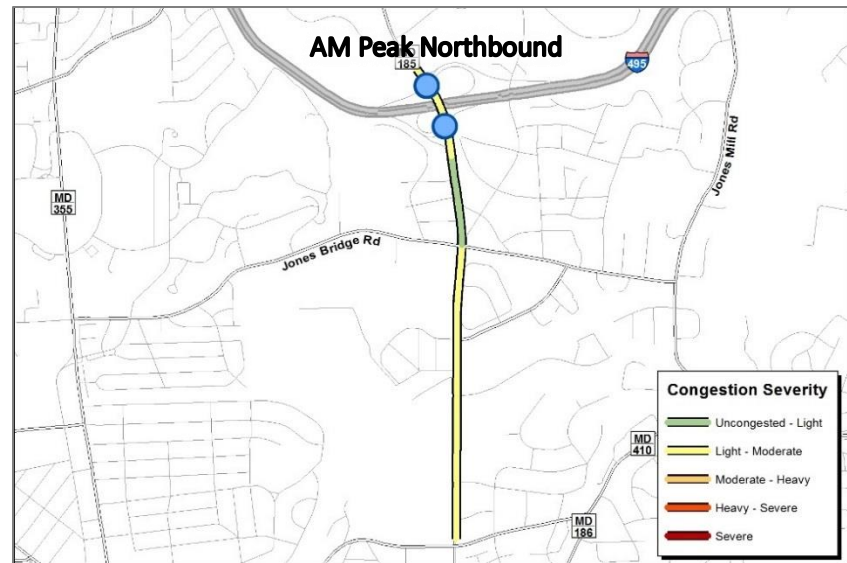 AM Peak Northbound
185
495
Jones Mill Rd
MD
355
Jones Bridge Rd
Congestion Severity
Uncongested - Light
Light - Moderate
Moderate - Heavy
Heavy - Severe
Severe
MD
410
MD
186